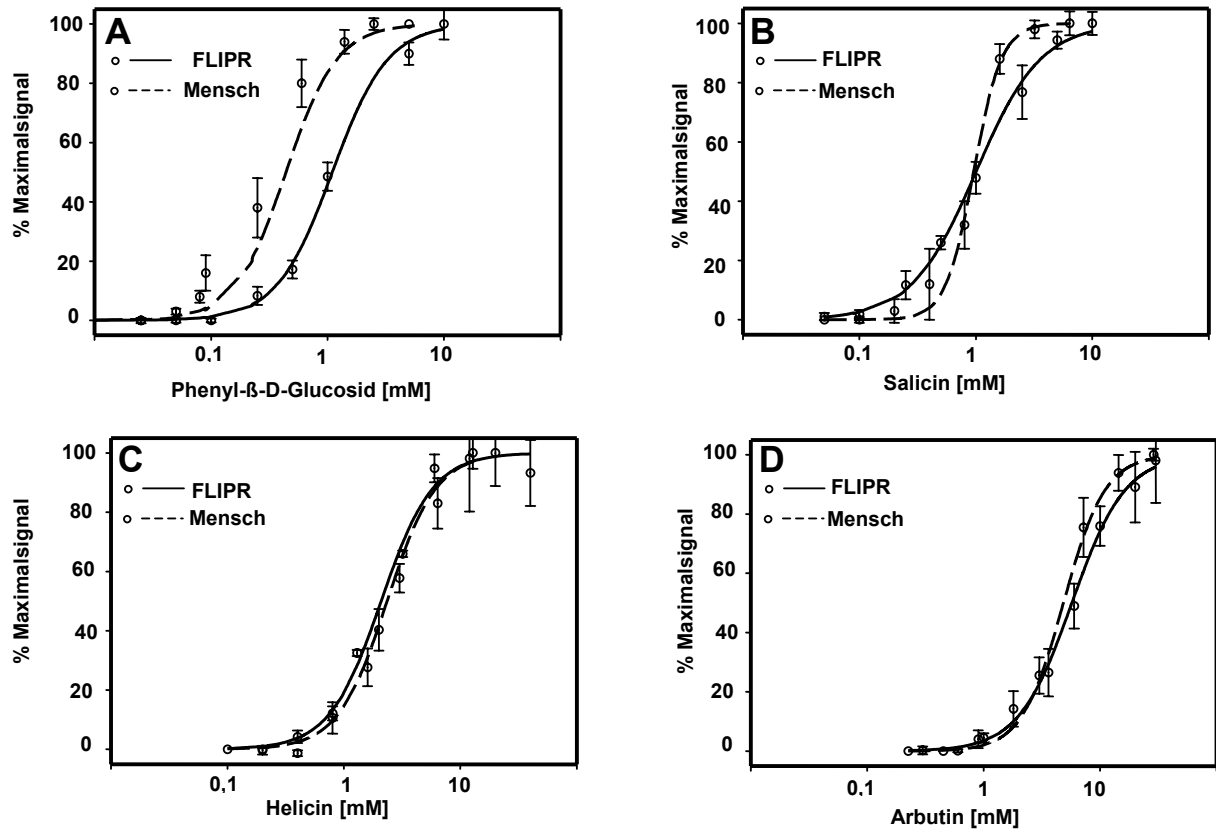 A
FLIPR
Mensch
% Maximalsignal
100
80
60
40
20
0
0,1
1
10
Phenyl-ß-D-Glucosid [mM]
B
FLIPR
Mensch
% Maximalsignal
100
80
60
40
20
0
0,1
1
10
Salicin [mM]
C
FLIPR
Mensch
% Maximalsignal
100
80
60
40
20
0
0,1
1
10
Helicin [mM]
D
FLIPR
Mensch
% Maximalsignal
100
80
60
40
20
0
0,1
1
10
Arbutin [mM]